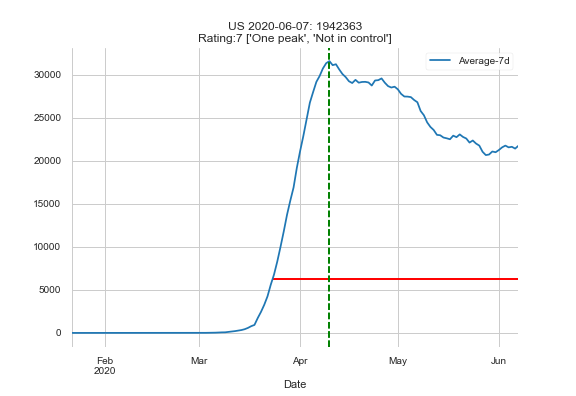 US 2020-06-07: 1942363
Rating:7 ['One peak', 'Not in control']
Average-7d
30000
25000
20000
15000
10000
5000
0
Feb
2020
Mar
Apr
May
Jun
Date